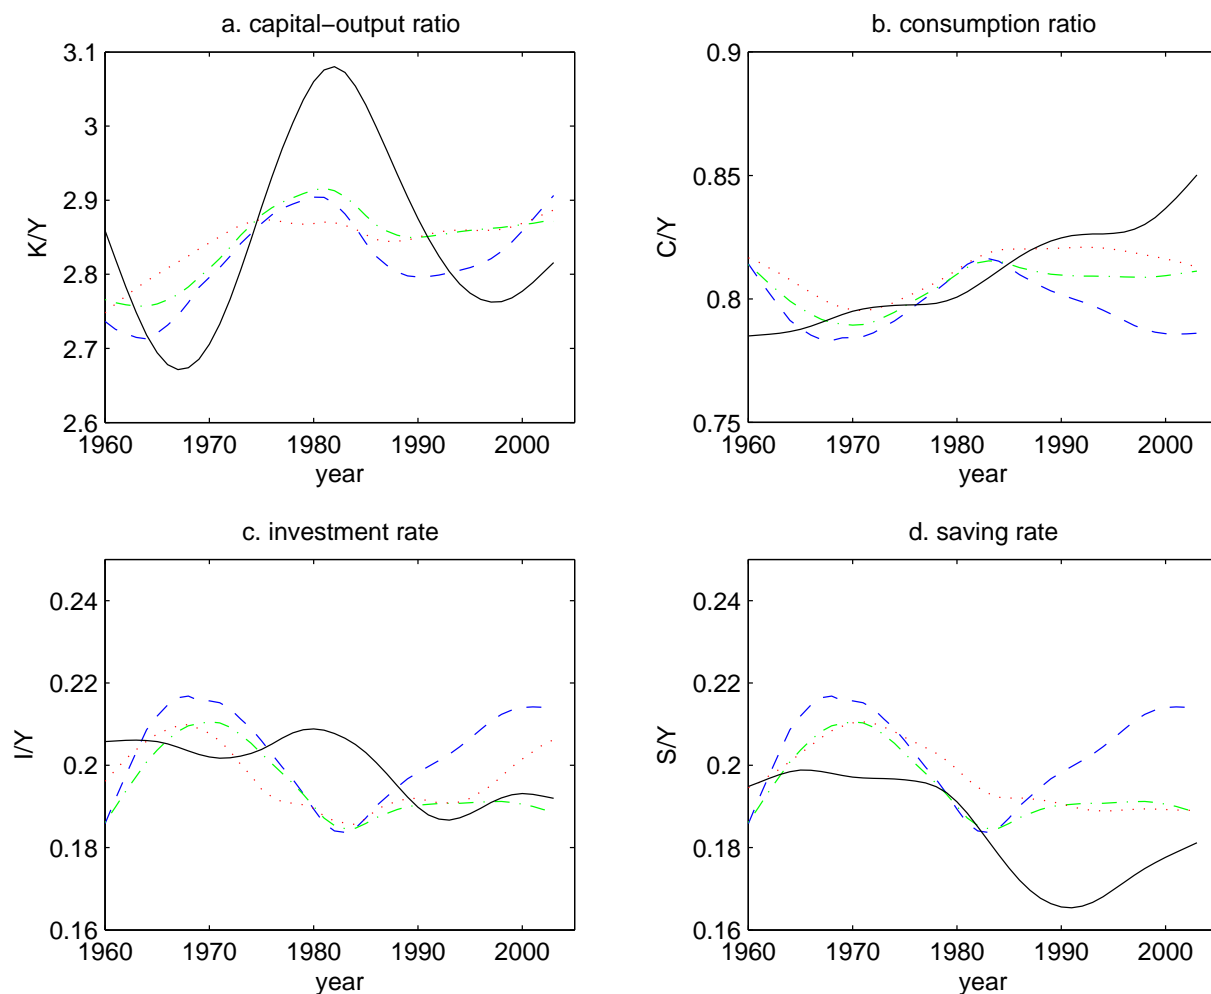 a. capital−output ratio
3.1
3
2.9
2.8
2.7
2.6
K/Y
1960 1970 1980 1990 2000
year
b. consumption ratio
0.9
0.85
0.8
0.75
C/Y
1960 1970 1980 1990 2000
year
c. investment rate
0.24
0.22
0.2
0.18
0.16
I/Y
1960 1970 1980 1990 2000
year
d. saving rate
0.24
0.22
0.2
0.18
0.16
S/Y
1960 1970 1980 1990 2000
year